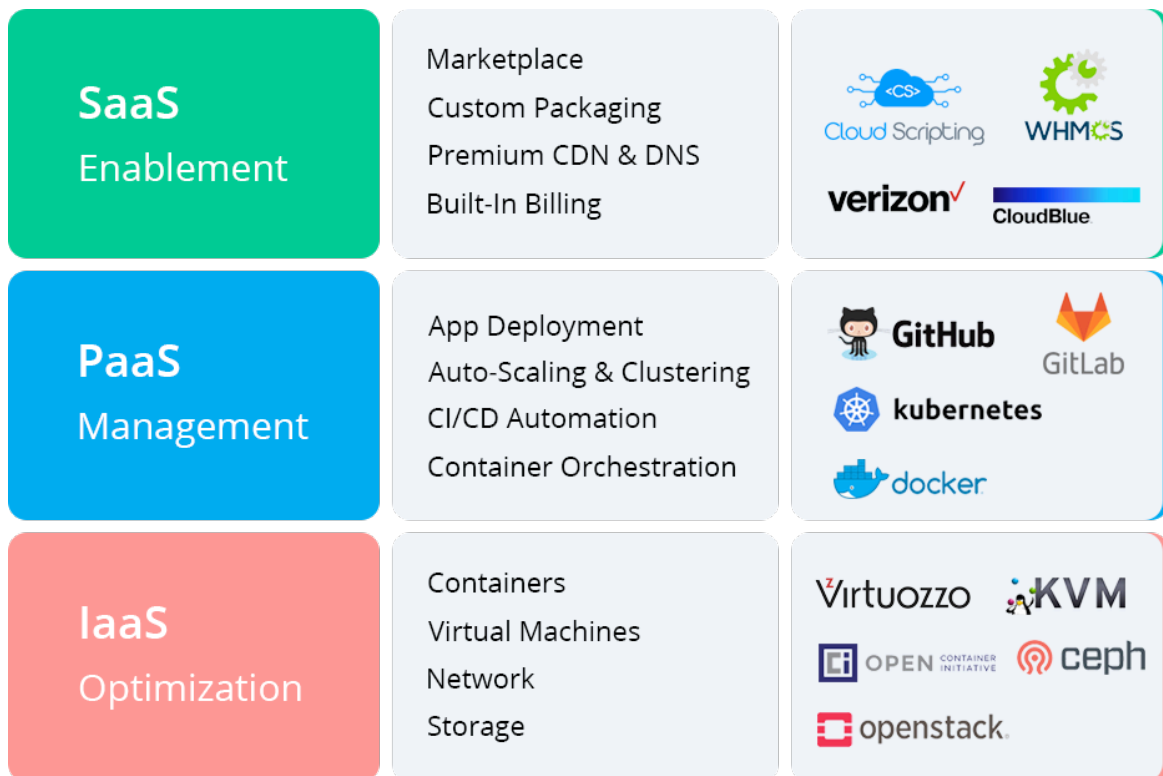 SaaS
Enablement
Marketplace
Custom Packaging
Premium CDN & DNS
Built-In Billing
<CS>
Cloud Scripting
WHMCS
verizon
CloudBlue
PaaS
Management
App Deployment
Auto-Scaling & Clustering
CI/CD Automation
Container Orchestration
GitHub
GitLab
kubernetes
docker
IaaS
Optimization
Containers
Virtual Machines
Network
Storage
Virtuozzo
KVM
OPEN CONTAINER INITIATIVE
ceph
openstack